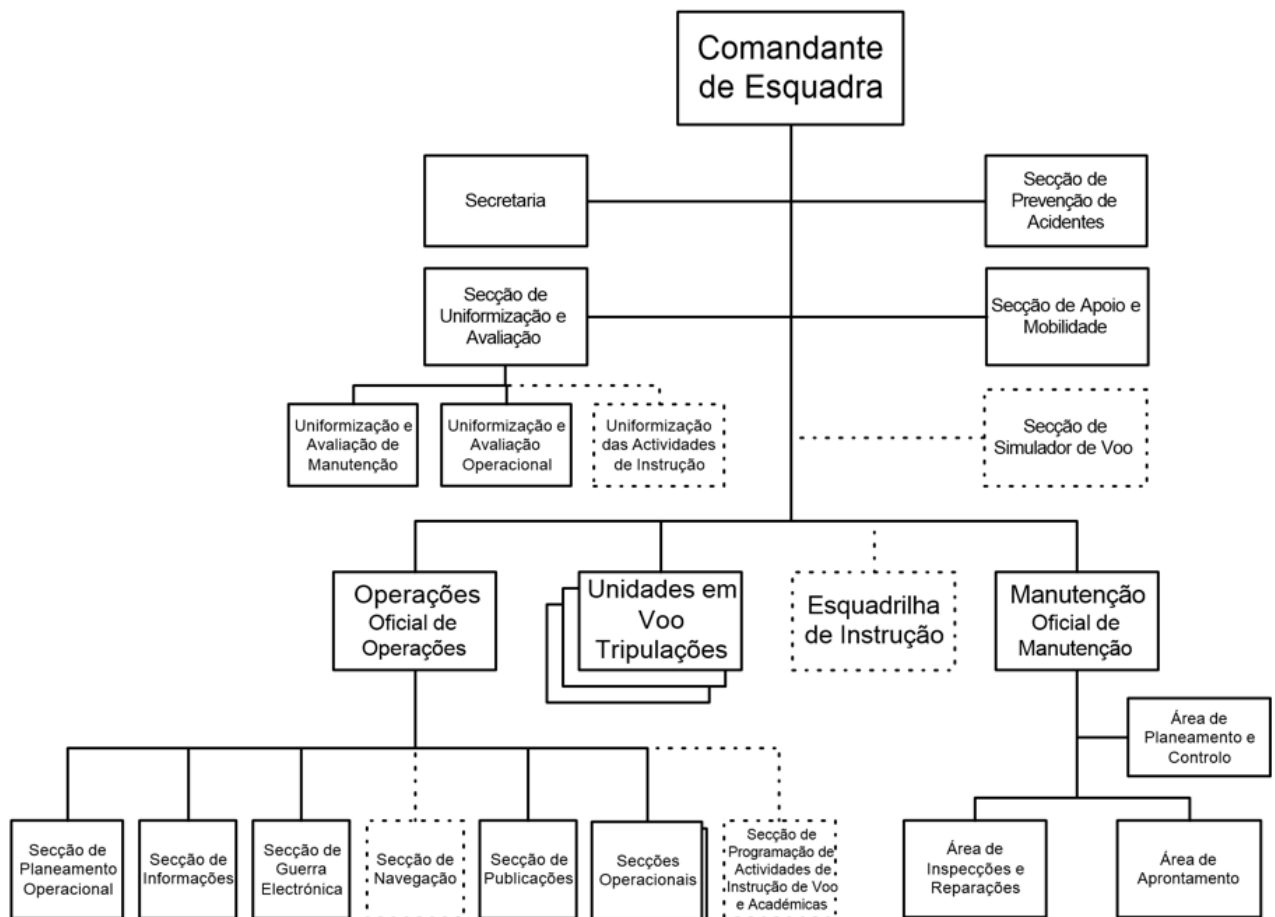 Comandante
de Esquadra
Secretaria
Secção de
Prevenção de
Acidentes
Secção de
Uniformização e
Avaliação
Secção de Apoio e
Mobilidade
Uniformização e
Avaliação de
Manutenção
Uniformização e
Avaliação
Operacional
Uniformização
das Actividades
de Instrução
Secção de
Simulador de Voo
Operações
Oficial de
Operações
Unidades em
Voo
Tripulações
Esquadrilha
de Instrução
Manutenção
Oficial de
Manutenção
Área de
Planeamento e
Controlo
Secção de
Planeamento
Operacional
Secção de
Informações
Secção de
Guerra
Electrónica
Secção de
Navegação
Secção de
Publicações
Secções
Operacionais
Secção de
Programação de
Actividades de
Instrução de Voo
e Académicas
Área de
Inspecções e
Reparações
Área de
Aprontamento